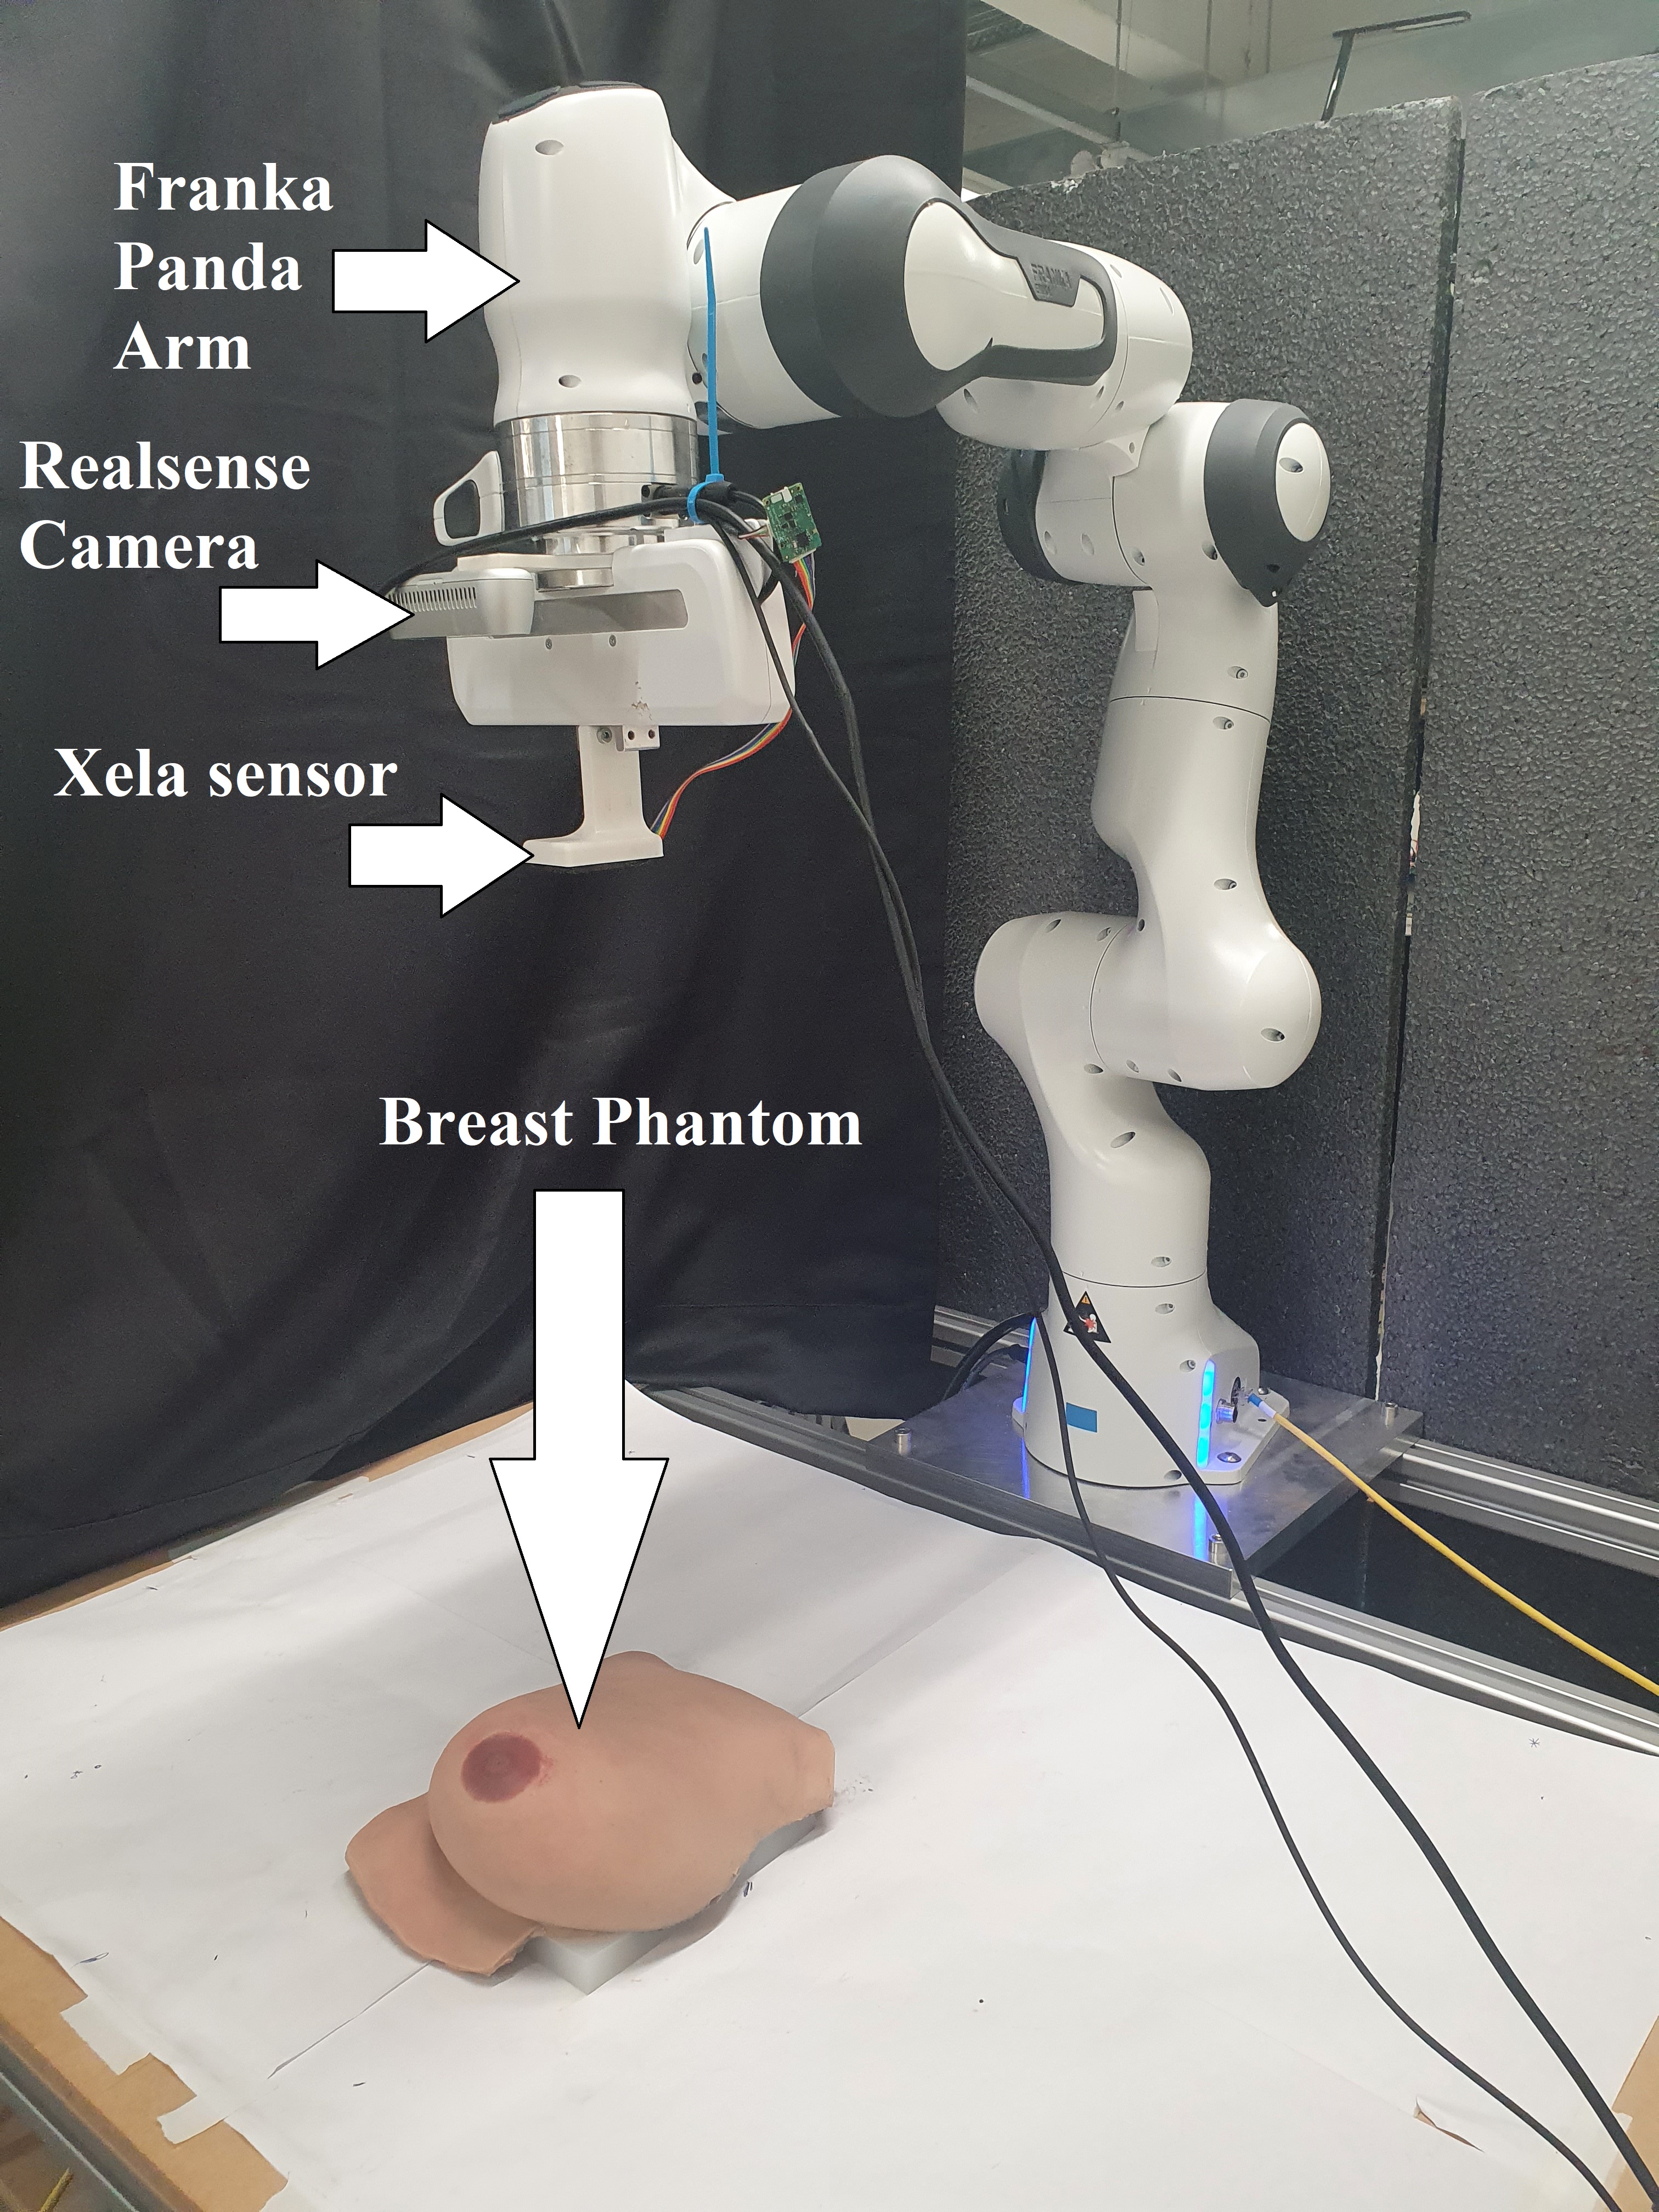 Franka
Panda
Arm
Realsense
Camera
Xela sensor
Breast Phantom